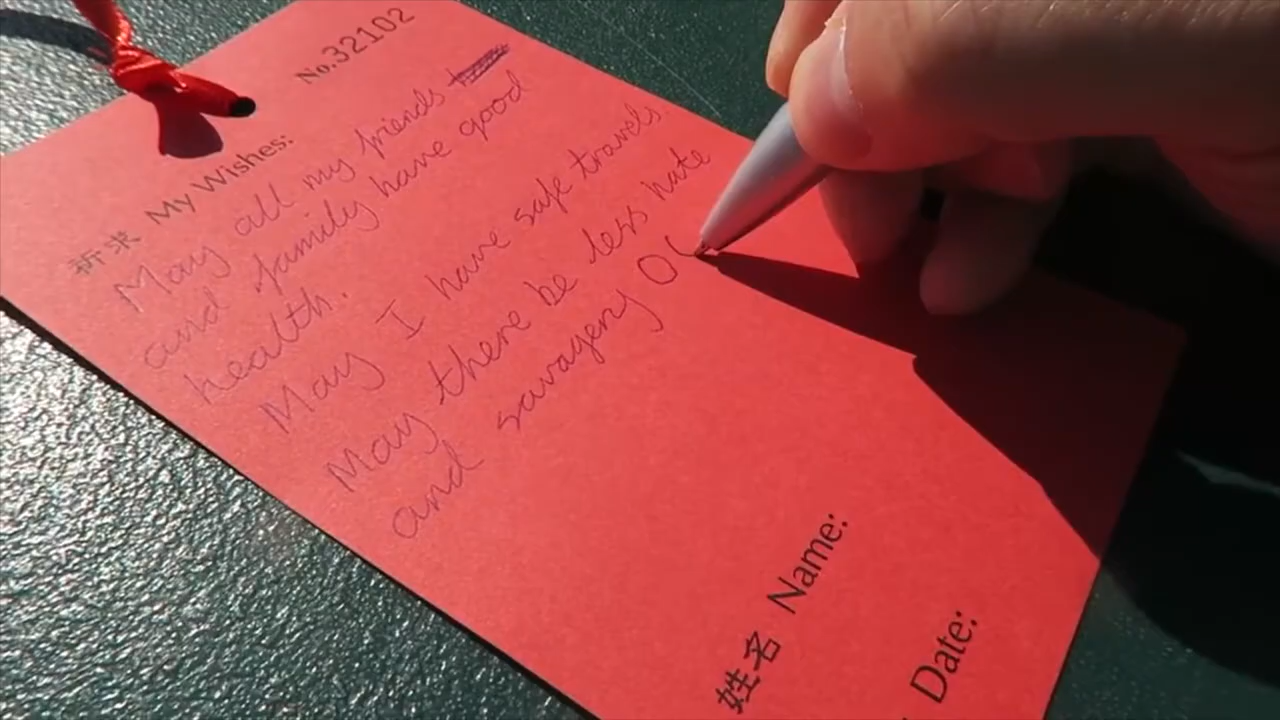 No.32102
祈求 My Wishes:
May all my friends
and family have good
health.
May I have safe travels.
May there be less hate
and savagery
姓名 Name:
Date: